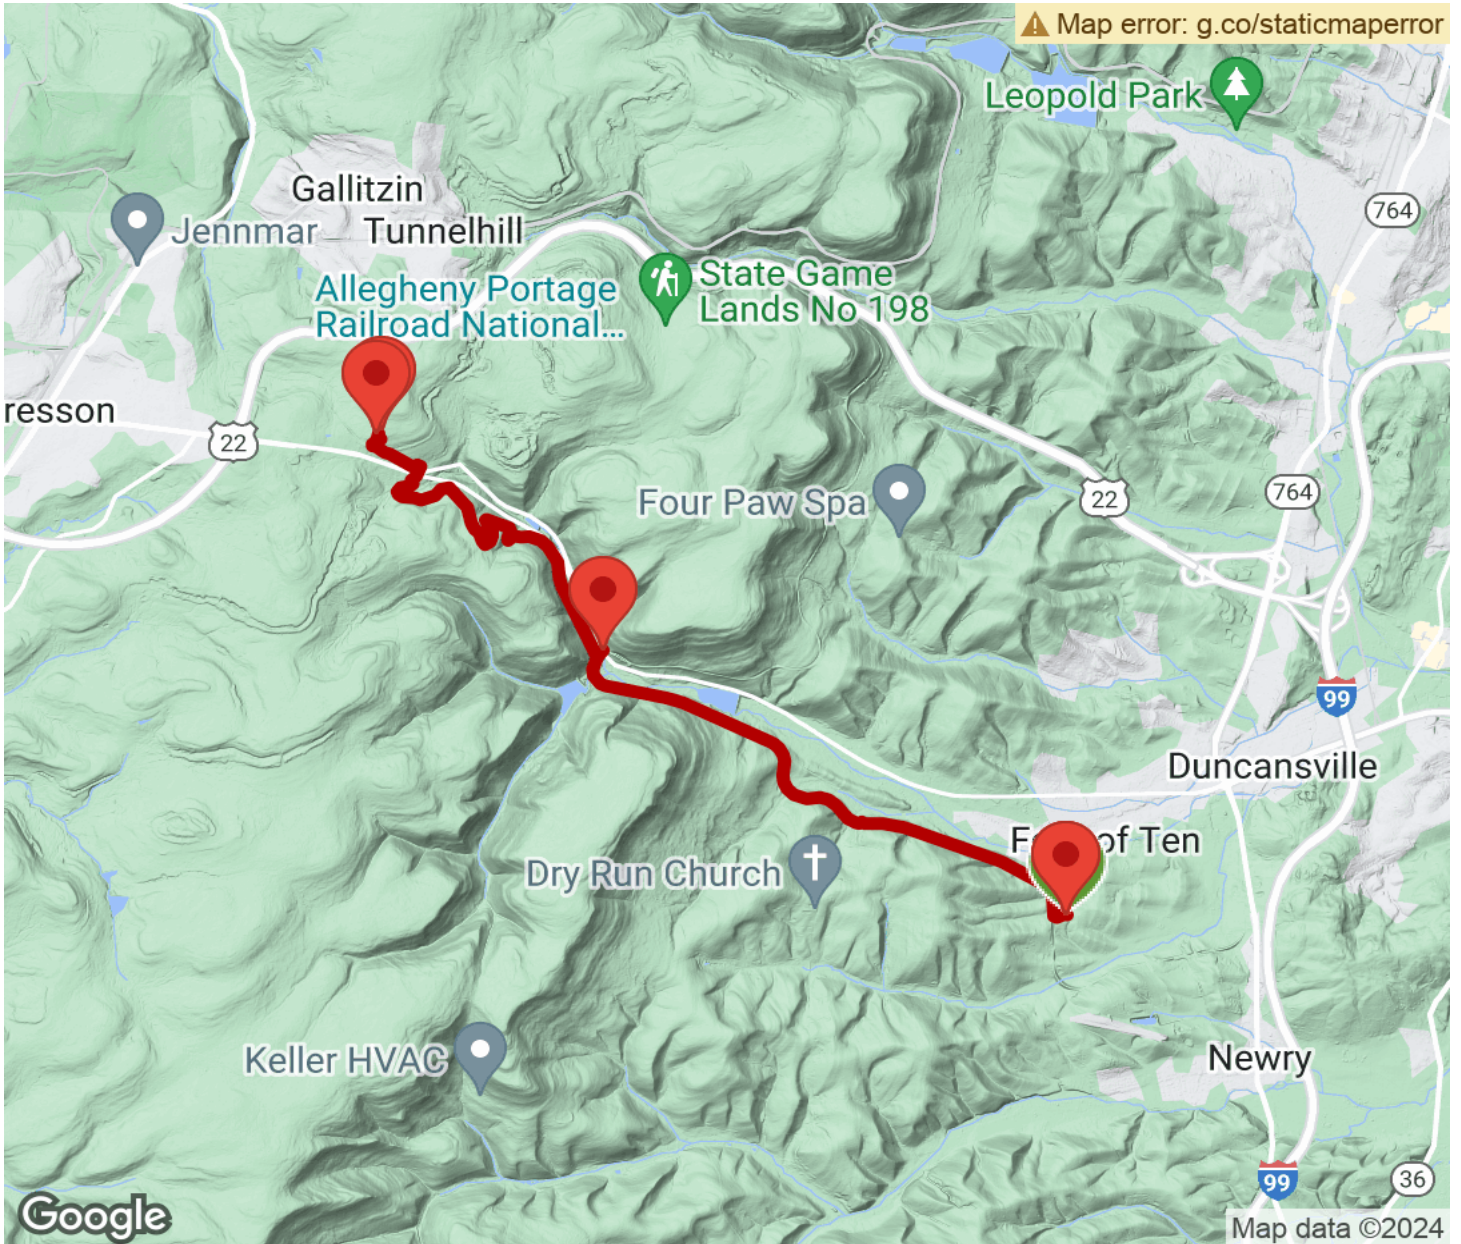 Map error: g.co/staticmaperror
Leopold Park
764
Gallitzin
Jennmar
Tunnelhill
Allegheny Portage
Railroad National...
State Game
Lands No 198
resson
22
Four Paw Spa
22
764
99
Duncansville
of Ten
Dry Run Church
Keller HVAC
Newry
99
36
Google
Map data ©2024